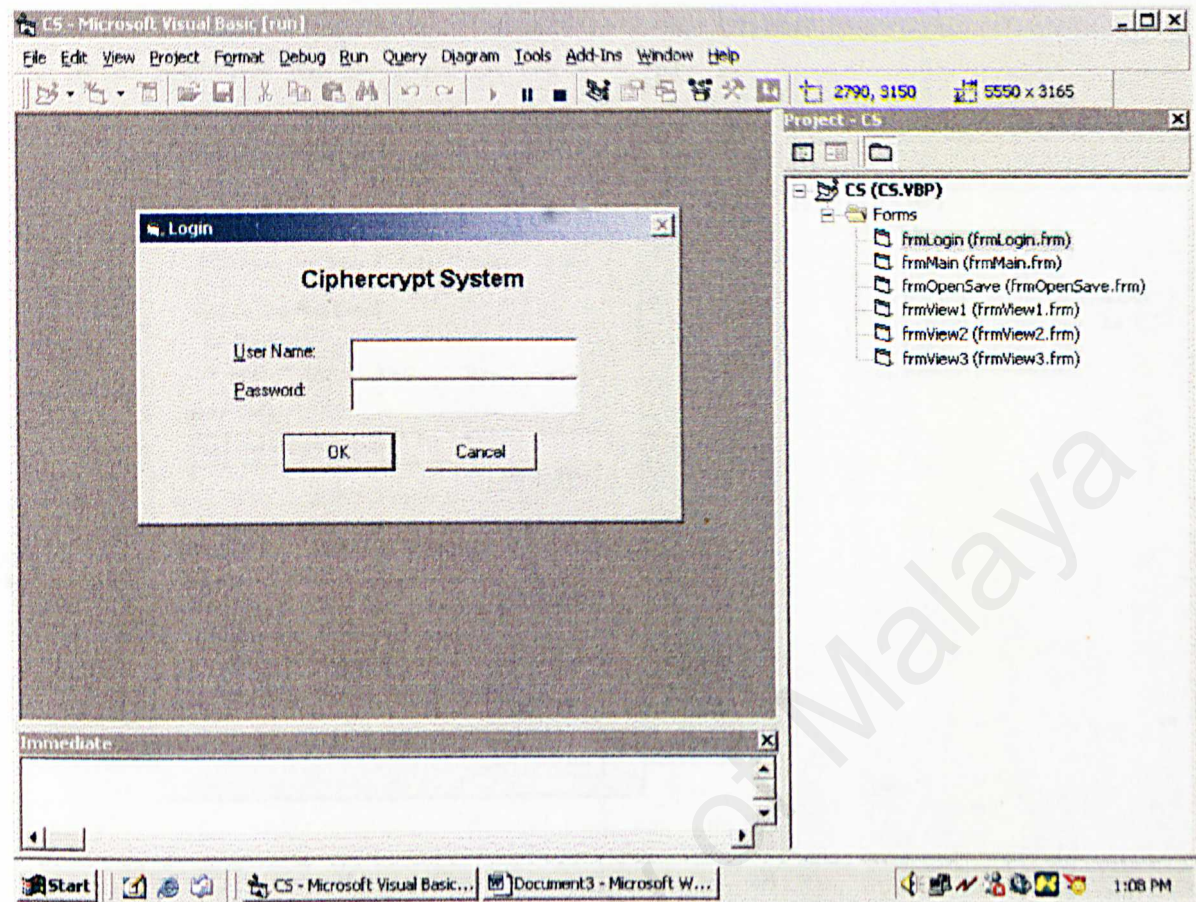 CS - Microsoft Visual Basic [run]
File Edit View Project Format Debug Run Query Diagram Tools Add-Ins Window Help
2790, 3150 5550 x 3165
Project - CS
CS (CS.VBP)
Forms
frmLogin (frmLogin.frm)
frmMain (frmMain.frm)
frmOpenSave (frmOpenSave.frm)
frmView1 (frmView1.frm)
frmView2 (frmView2.frm)
frmView3 (frmView3.frm)
Login
Ciphercrypt System
User Name:
Password:
OK Cancel
Immediate
Start CS - Microsoft Visual Basic... Document3 - Microsoft W... 1:08 PM
of Malaya